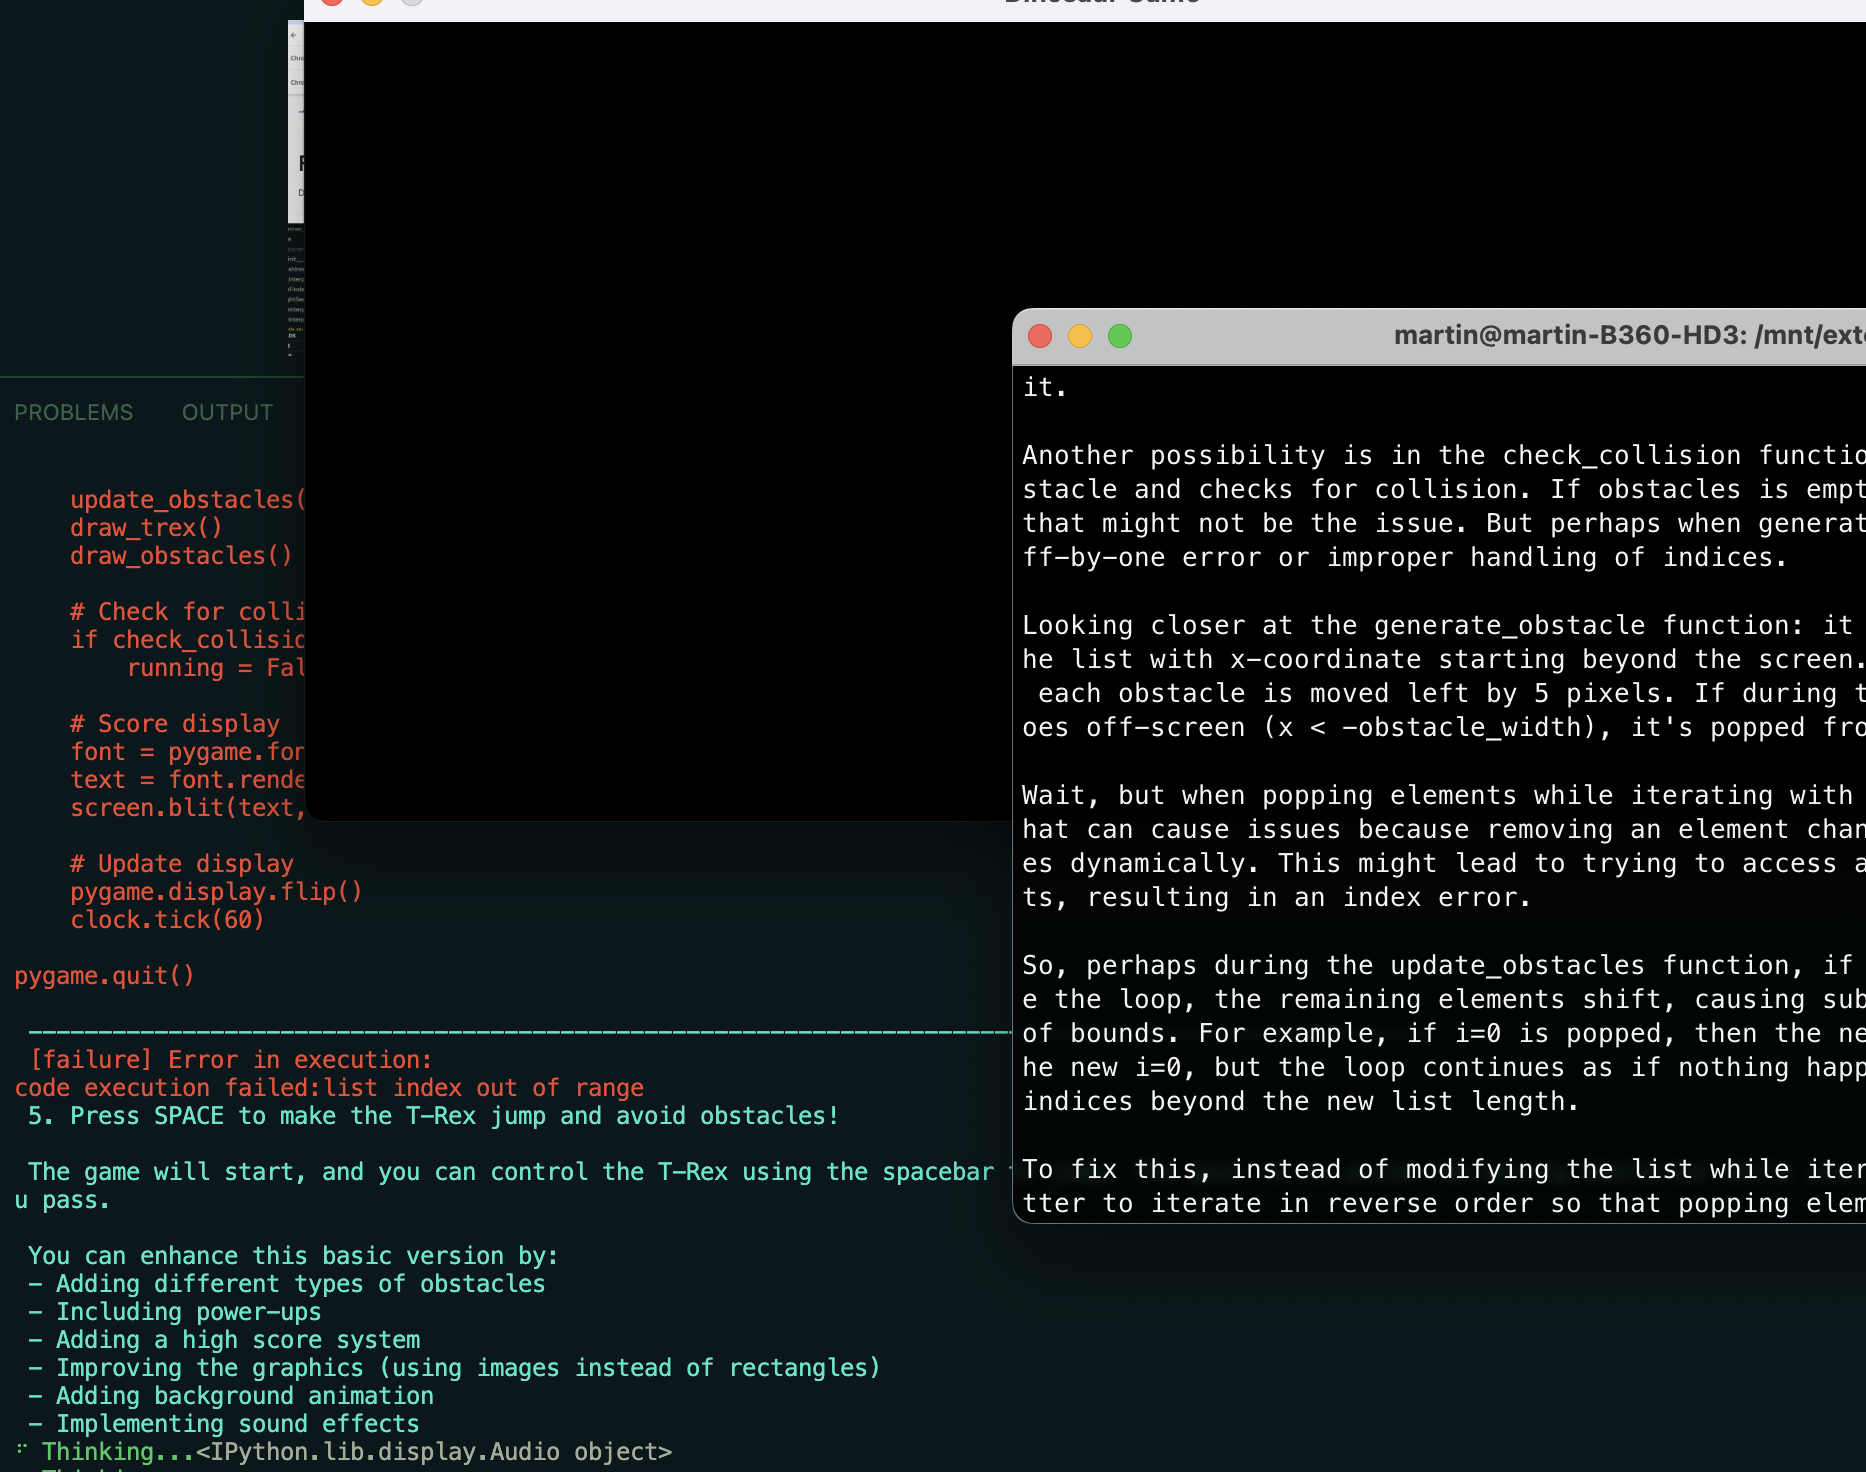 PROBLEMS OUTPUT
update_obstacles(
draw_trex()
draw_obstacles()
# Check for colli
if check_collisio
running = Fal
# Score display
font = pygame.fon
text = font.rende
screen.blit(text,
# Update display
pygame.display.flip()
clock.tick(60)
pygame.quit()
[failure] Error in execution:
code execution failed:list index out of range
5. Press SPACE to make the T-Rex jump and avoid obstacles!
The game will start, and you can control the T-Rex using the spacebar
u pass.
You can enhance this basic version by:
- Adding different types of obstacles
- Including power-ups
- Adding a high score system
- Improving the graphics (using images instead of rectangles)
- Adding background animation
- Implementing sound effects
Thinking...<IPython.lib.display.Audio object>
martin@martin-B360-HD3: /mnt/exte
it.
Another possibility is in the check_collision functio
stacle and checks for collision. If obstacles is empt
that might not be the issue. But perhaps when generat
ff-by-one error or improper handling of indices.
Looking closer at the generate_obstacle function: it
he list with x-coordinate starting beyond the screen.
each obstacle is moved left by 5 pixels. If during t
oes off-screen (x < -obstacle_width), it's popped fro
Wait, but when popping elements while iterating with
hat can cause issues because removing an element chan
es dynamically. This might lead to trying to access a
ts, resulting in an index error.
So, perhaps during the update_obstacles function, if
e the loop, the remaining elements shift, causing sub
of bounds. For example, if i=0 is popped, then the ne
he new i=0, but the loop continues as if nothing happ
indices beyond the new list length.
To fix this, instead of modifying the list while iter
tter to iterate in reverse order so that popping elem